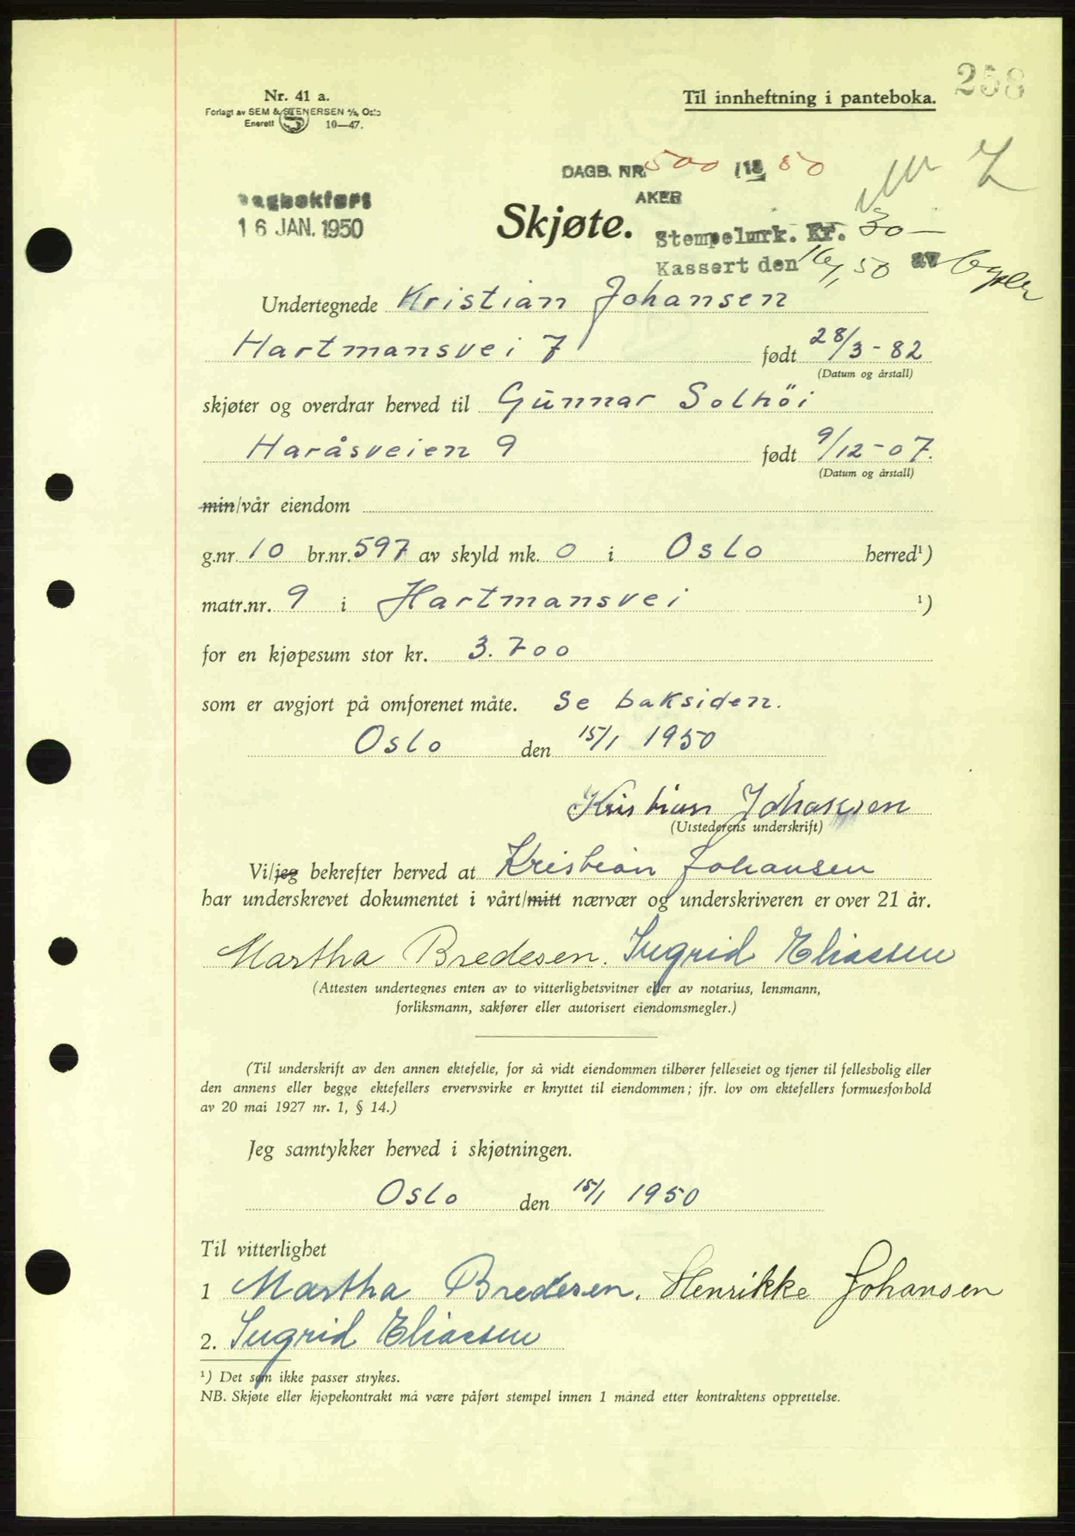 258
Nr. 41 a.
Forlagt av SEM & STENERSEN A/S, Oslo
Enerett 10—47.
Til innheftning i panteboka.
DAGB. NR. 500 / 19 50
AKER
Dagbokført
16 JAN. 1950
Skjøte.
Stempelmrk. Kr. 30 —
Kassert den 16/1 50 av
Undertegnede Kristian Johansen
Hartmansvei 7 født 28/3 - 82
(Datum og årstall)
skjøter og overdrar herved til Gunnar Solhöi
Haråsveien 9 født 9/12 - 07.
(Datum og årstall)
min/vår eiendom
g.nr. 10 br.nr. 597 av skyld mk. 0 i Oslo herred¹)
matr.nr. 9 i Hartmansvei ¹)
for en kjøpesum stor kr. 3.700
som er avgjort på omforenet måte. Se baksiden.
Oslo den 15/1 1950
Kristian Johansen
(Utstederens underskrift)
Vi/jeg bekrefter herved at Kristian Johansen
har underskrevet dokumentet i vårt/mitt nærvær og underskriveren er over 21 år.
Martha Bredesen. Ingrid Eliassen
(Attesten undertegnes enten av to vitterlighetsvitner eller av notarius, lensmann,
forliksmann, sakfører eller autorisert eiendomsmegler.)
(Til underskrift av den annen ektefelle, for så vidt eiendommen tilhører felleseiet og tjener til fellesbolig eller
den annens eller begge ektefellers ervervsvirke er knyttet til eiendommen; jfr. lov om ektefellers formuesforhold
av 20 mai 1927 nr. 1, § 14.)
Jeg samtykker herved i skjøtningen.
Oslo den 15/1 1950
Til vitterlighet
1 Martha Bredesen. Henrikke Johansen
2. Ingrid Eliassen
¹) Det som ikke passer strykes.
NB. Skjøte eller kjøpekontrakt må være påført stempel innen 1 måned etter kontraktens opprettelse.